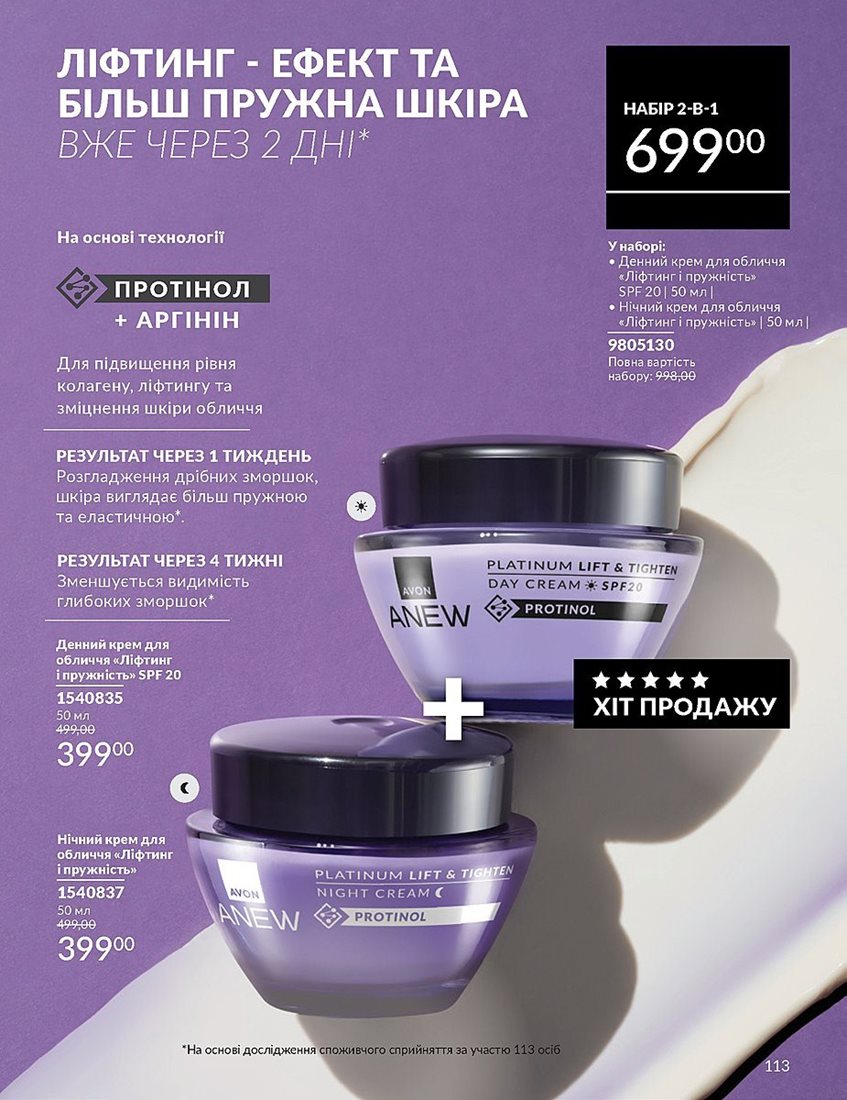 ЛІФТИНГ - ЕФЕКТ ТА
БІЛЬШ ПРУЖНА ШКІРА
ВЖЕ ЧЕРЕЗ 2 ДНІ*
НАБІР 2-В-1
699⁰⁰
На основі технології
ПРОТІНОЛ
+ АРГІНІН
Для підвищення рівня
колагену, ліфтингу та
зміцнення шкіри обличчя
У наборі:
• Денний крем для обличчя
«Ліфтинг і пружність»
SPF 20 | 50 мл |
• Нічний крем для обличчя
«Ліфтинг і пружність» | 50 мл |
9805130
Повна вартість
набору: 998,00
РЕЗУЛЬТАТ ЧЕРЕЗ 1 ТИЖДЕНЬ
Розгладження дрібних зморшок,
шкіра виглядає більш пружною
та еластичною*.
РЕЗУЛЬТАТ ЧЕРЕЗ 4 ТИЖНІ
Зменшується видимість
глибоких зморшок*
PLATINUM LIFT & TIGHTEN
DAY CREAM SPF20
PROTINOL
AVON
ANEW
Денний крем для
обличчя «Ліфтинг
і пружність» SPF 20
1540835
50 мл
499,00
399⁰⁰
+
ХІТ ПРОДАЖУ
Нічний крем для
обличчя «Ліфтинг
і пружність»
1540837
50 мл
499,00
399⁰⁰
PLATINUM LIFT & TIGHTEN
NIGHT CREAM
PROTINOL
AVON
ANEW
*На основі дослідження споживчого сприйняття за участю 113 осіб
113